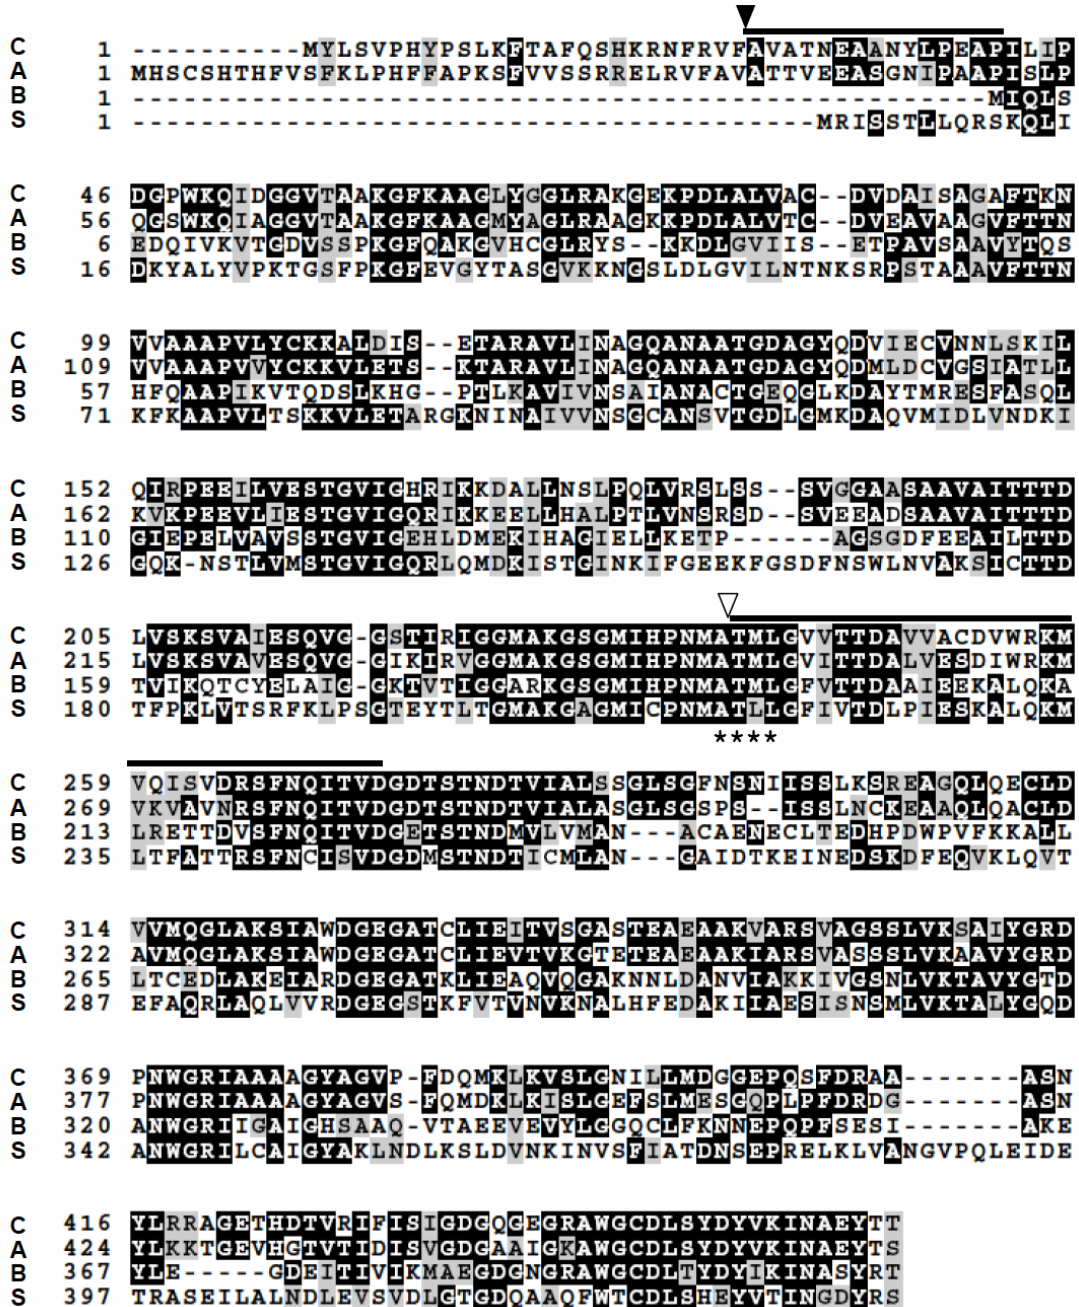 C 1 ----------MYLSVPHYPSLKFTAFQSHKRNFRVFAVATNEAANYLPEAPILIP
A 1 MHSCSHTHFVSFKLPHFFAPKSFVVSSRRELRVFAVATTVEEASGNIPAAPISLP
B 1 --------------------------------------------------MIQLS
S 1 ----------------------------------------MRISSTLLQRSKQLI
C 46 DGPWKQIDGGVTAAKGFKAAGLYGGLRAKGEKPDLALVAC--DVDAISAGAFTKN
A 56 QGSWKQIAGGVTAAKGFKAAGMYAGLRAAGKKPDLALVTC--DVEAVAAGVFTTN
B 6 EDQIVKVTGDVSSPKGFQAKGVHCGLRYS--KKDLGVIIS--ETPAVSAAVYTQS
S 16 DKYALYVPKTGSFPKGFEVGYTASGVKKNGSLDLGVILNTNKSRPSTAAAVFTTN
C 99 VVAAAPVLYCKKALDIS--ETARAVLINAGQANAATGDAGYQDVIECVNNLSKIL
A 109 VVAAAPVVYCKKVLETS--KTARAVLINAGQANAATGDAGYQDMLDCVGSIATLL
B 57 HFQAAPIKVTQDSLKHG--PTLKAVIVNSAIANACTGEQGLKDAYTMRESFASQL
S 71 KFKAAPVLTSKKVLETARGKNINAIVVNSGCANSVTGDLGMKDAQVMIDLVNDKI
C 152 QIRPEEILVESTGVIGHRIKKDALLNSLPQLVRSLSS--SVGGAASAAVAITTTD
A 162 KVKPEEVLIESTGVIGQRIKKEELLHALPTLVNSRSD--SVEEADSAAVAITTTD
B 110 GIEPELVAVSSTGVIGEHLDMEKIHAGIELLKETP------AGSGDFEEAILTTD
S 126 GQK-NSTLVMSTGVIGQRLQMDKISTGINKIFGEEKFGSDFNSWLNVAKSICTTD
C 205 LVSKSVAIESQVG-GSTIRIGGMAKGSGMIHPNMATMLGVVTTDAVVACDVWRKM
A 215 LVSKSVAVESQVG-GIKIRVGGMAKGSGMIHPNMATMLGVITTDALVESDIWRKM
B 159 TVIKQTCYELAIG-GKTVTIGGARKGSGMIHPNMATMLGFVTTDAAIEEKALQKA
S 180 TFPKLVTSRFKLPSGTEYTLTGMAKGAGMICPNMATLLGFIVTDLPIESKALQKM
****
C 259 VQISVDRSFNQITVDGDTSTNDTVIALSSGLSGFNSNIISSLKSREAGQLQECLD
A 269 VKVAVNRSFNQITVDGDTSTNDTVIALASGLSGSPS--ISSLNCKEAAQLQACLD
B 213 LRETTDVSFNQITVDGETSTNDMVLVMAN---ACAENECLTEDHPDWPVFKKALL
S 235 LTFATTRSFNCISVDGDMSTNDTICMLAN---GAIDTKEINEDSKDFEQVKLQVT
C 314 VVMQGLAKSIAWDGEGATCLIEITVSGASTEAEAAKVARSVAGSSLVKSAIYGRD
A 322 AVMQGLAKSIAWDGEGATCLIEVTVKGTETEAEAAKIARSVASSSLVKAAVYGRD
B 265 LTCEDLAKEIARDGEGATKLIEAQVQGAKNNLDANVIAKKIVGSNLVKTAVYGTD
S 287 EFAQRLAQLVVRDGEGSTKFVTVNVKNALHFEDAKIIAESISNSMLVKTALYGQD
C 369 PNWGRIAAAAGYAGVP-FDQMKLKVSLGNILLMDGGEPQSFDRAA-------ASN
A 377 PNWGRIAAAAGYAGVS-FQMDKLKISLGEFSLMESGQPLPFDRDG-------ASN
B 320 ANWGRIIGAIGHSAAQ-VTAEEVEVYLGGQCLFKNNEPQPFSESI-------AKE
S 342 ANWGRILCAIGYAKLNDLKSLDVNKINVSFIATDNSEPRELKLVANGVPQLEIDE
C 416 YLRRAGETHDTVRIFISIGDGQGEGRAWGCDLSYDYVKINAEYTT
A 424 YLKKTGEVHGTVTIDISVGDGAAIGKAWGCDLSYDYVKINAEYTS
B 367 YLE-----GDEITIVIKMAEGDGNGRAWGCDLTYDYIKINASYRT
S 397 TRASEILALNDLEVSVDLGTGDQAAQFWTCDLSHEYVTINGDYRS